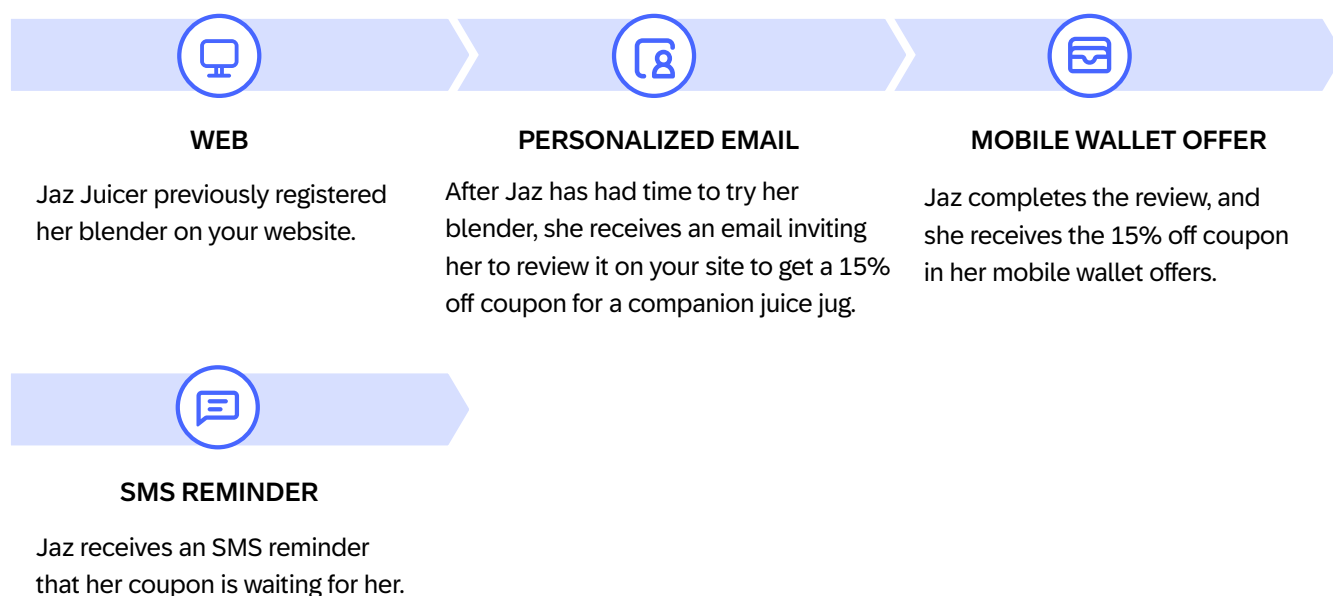 WEB
Jaz Juicer previously registered
her blender on your website.
PERSONALIZED EMAIL
After Jaz has had time to try her
blender, she receives an email inviting
her to review it on your site to get a 15%
off coupon for a companion juice jug.
MOBILE WALLET OFFER
Jaz completes the review, and
she receives the 15% off coupon
in her mobile wallet offers.
SMS REMINDER
Jaz receives an SMS reminder
that her coupon is waiting for her.